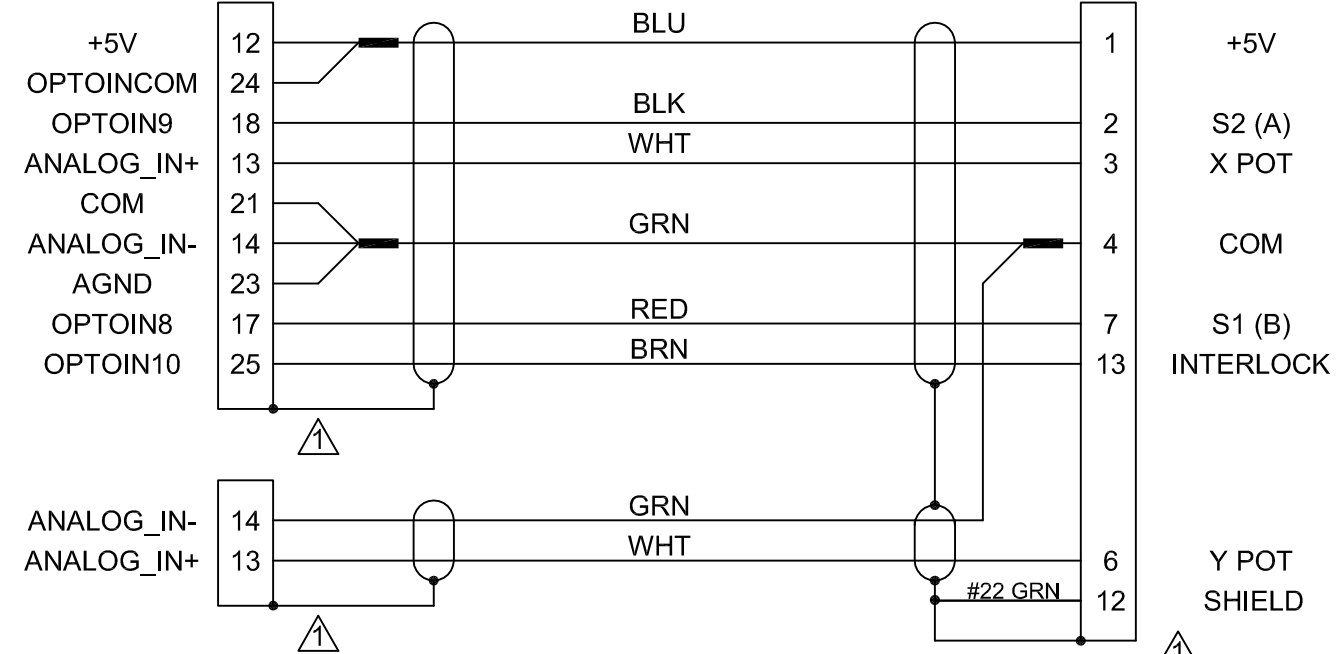 BLU
+5V 12 1 +5V
OPTOINCOM 24
BLK
OPTOIN9 18 2 S2 (A)
WHT
ANALOG_IN+ 13 3 X POT
COM 21
GRN
ANALOG_IN- 14 4 COM
AGND 23
RED
OPTOIN8 17 7 S1 (B)
BRN
OPTOIN10 25 13 INTERLOCK
1
GRN
ANALOG_IN- 14
WHT
ANALOG_IN+ 13 6 Y POT
#22 GRN 12 SHIELD
1
1